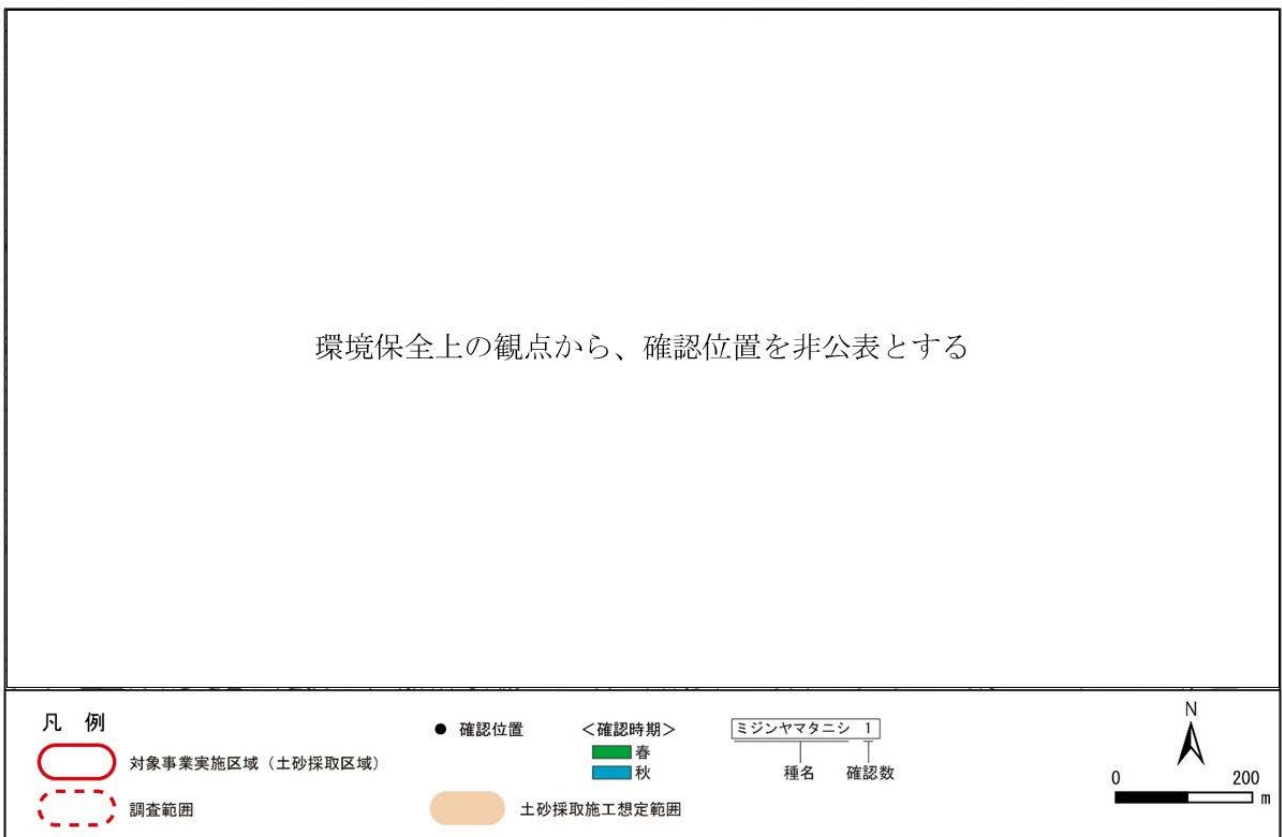 環境保全上の観点から、確認位置を非公表とする
凡 例
対象事業実施区域（土砂採取区域）
調査範囲
● 確認位置
土砂採取施工想定範囲
＜確認時期＞
春
秋
ミジンヤマタニシ 1
種名 確認数
N
0 200
m